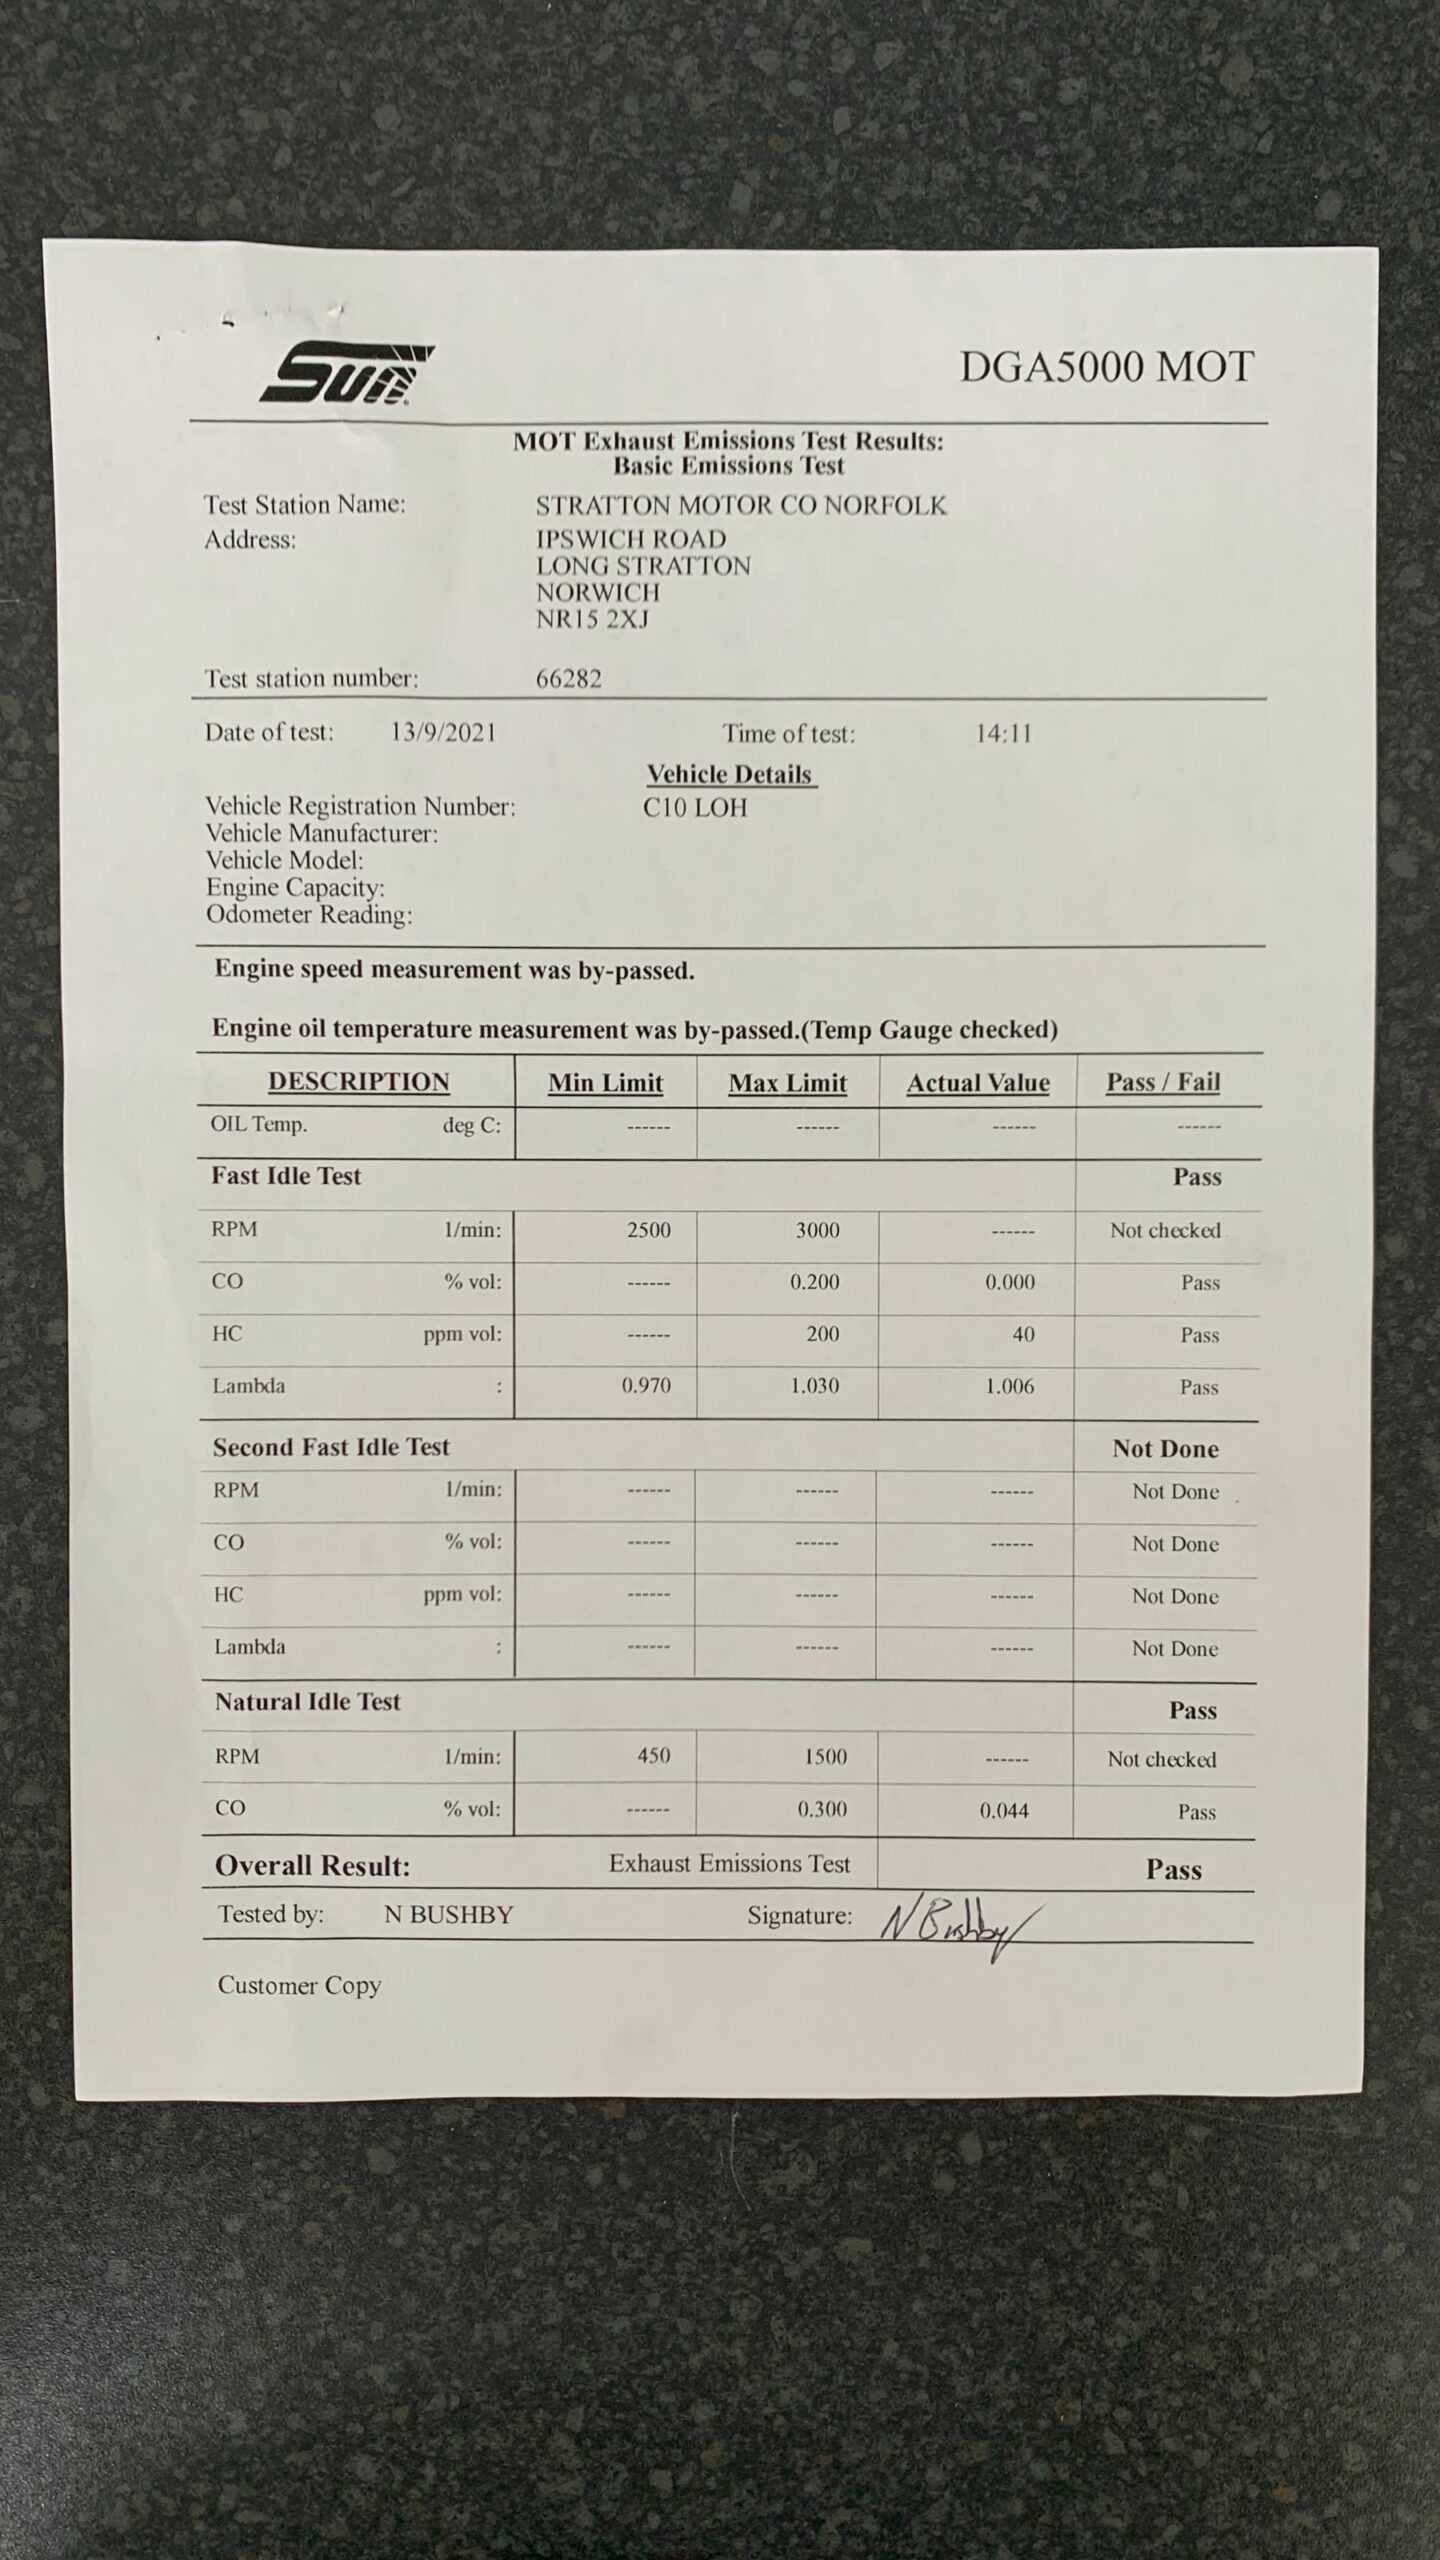 Sun
DGA5000 MOT
MOT Exhaust Emissions Test Results:
Basic Emissions Test
Test Station Name: STRATTON MOTOR CO NORFOLK
Address: IPSWICH ROAD
LONG STRATTON
NORWICH
NR15 2XJ
Test station number: 66282
Date of test: 13/9/2021 Time of test: 14:11
Vehicle Details
Vehicle Registration Number: C10 LOH
Vehicle Manufacturer:
Vehicle Model:
Engine Capacity:
Odometer Reading:
Engine speed measurement was by-passed.
Engine oil temperature measurement was by-passed.(Temp Gauge checked)
DESCRIPTION Min Limit Max Limit Actual Value Pass / Fail
OIL Temp. deg C: ------ ------ ------ ------
Fast Idle Test Pass
RPM 1/min: 2500 3000 ------ Not checked
CO % vol: ------ 0.200 0.000 Pass
HC ppm vol: ------ 200 40 Pass
Lambda : 0.970 1.030 1.006 Pass
Second Fast Idle Test Not Done
RPM 1/min: ------ ------ ------ Not Done
CO % vol: ------ ------ ------ Not Done
HC ppm vol: ------ ------ ------ Not Done
Lambda : ------ ------ ------ Not Done
Natural Idle Test Pass
RPM 1/min: 450 1500 ------ Not checked
CO % vol: ------ 0.300 0.044 Pass
Overall Result: Exhaust Emissions Test Pass
Tested by: N BUSHBY Signature: N Bushby
Customer Copy